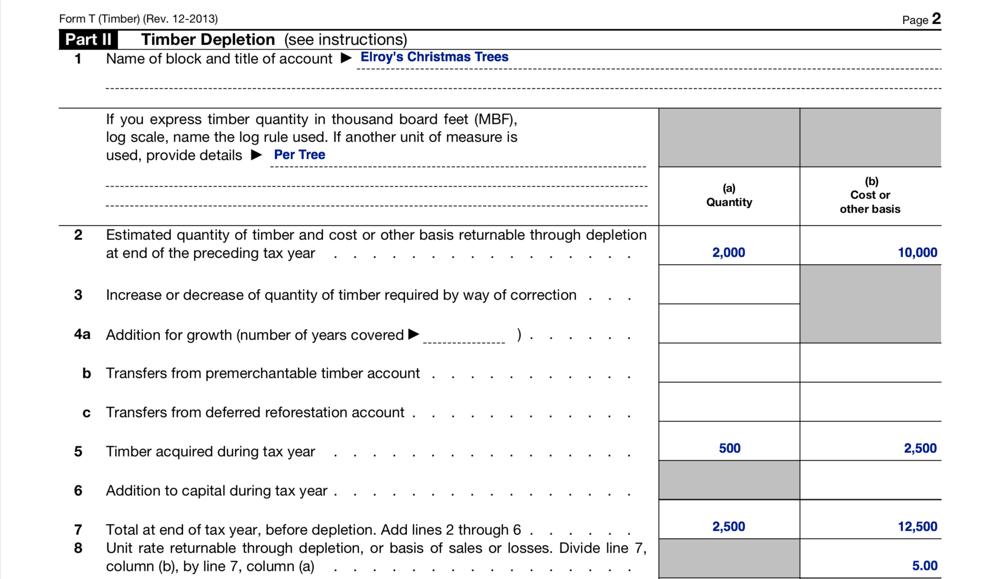 Form T (Timber) (Rev. 12-2013) Page 2
Part II Timber Depletion (see instructions)
1 Name of block and title of account ▶ Elroy's Christmas Trees
If you express timber quantity in thousand board feet (MBF),
log scale, name the log rule used. If another unit of measure is
used, provide details ▶ Per Tree
(a)
Quantity
(b)
Cost or
other basis
2 Estimated quantity of timber and cost or other basis returnable through depletion
at end of the preceding tax year . . . . . . . . . . . . . . . . 2,000 10,000
3 Increase or decrease of quantity of timber required by way of correction . . .
4a Addition for growth (number of years covered ▶ ) . . . . . .
b Transfers from premerchantable timber account . . . . . . . . . . .
c Transfers from deferred reforestation account . . . . . . . . . . . .
5 Timber acquired during tax year . . . . . . . . . . . . . . . . 500 2,500
6 Addition to capital during tax year . . . . . . . . . . . . . . . .
7 Total at end of tax year, before depletion. Add lines 2 through 6 . . . . . . 2,500 12,500
8 Unit rate returnable through depletion, or basis of sales or losses. Divide line 7,
column (b), by line 7, column (a) . . . . . . . . . . . . . . . . 5.00